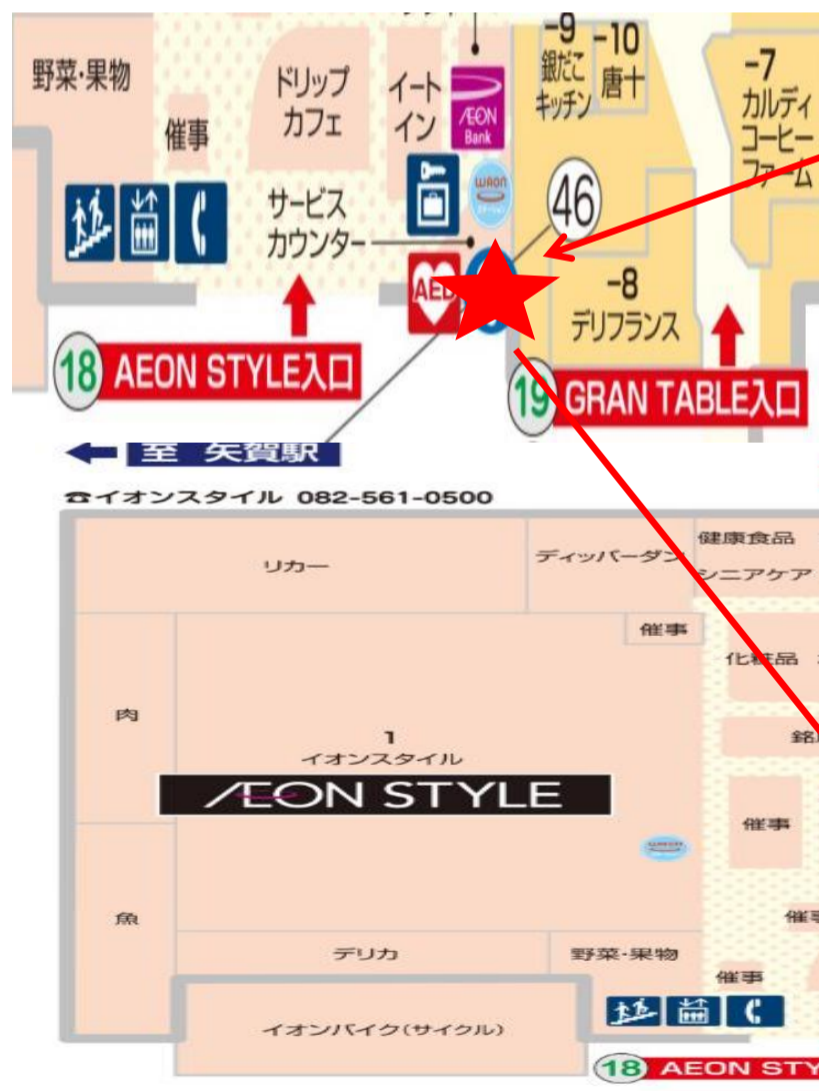 -9
銀だこ
キッチン
-10
唐十
-7
カルディ
コーヒー
ファーム
野菜・果物
催事
ドリップ
カフェ
イート
イン
ÆON
Bank
WAON
46
サービス
カウンター
AED
-8
デリフランス
18 AEON STYLE入口
19 GRAN TABLE入口
至 矢賀駅
☎イオンスタイル 082-561-0500
リカー
ディッパーダン
健康食品
シニアケア
催事
化粧品
肉
1
イオンスタイル
ÆON STYLE
催事
魚
デリカ
野菜・果物
催事
イオンバイク(サイクル)
18 AEON STY